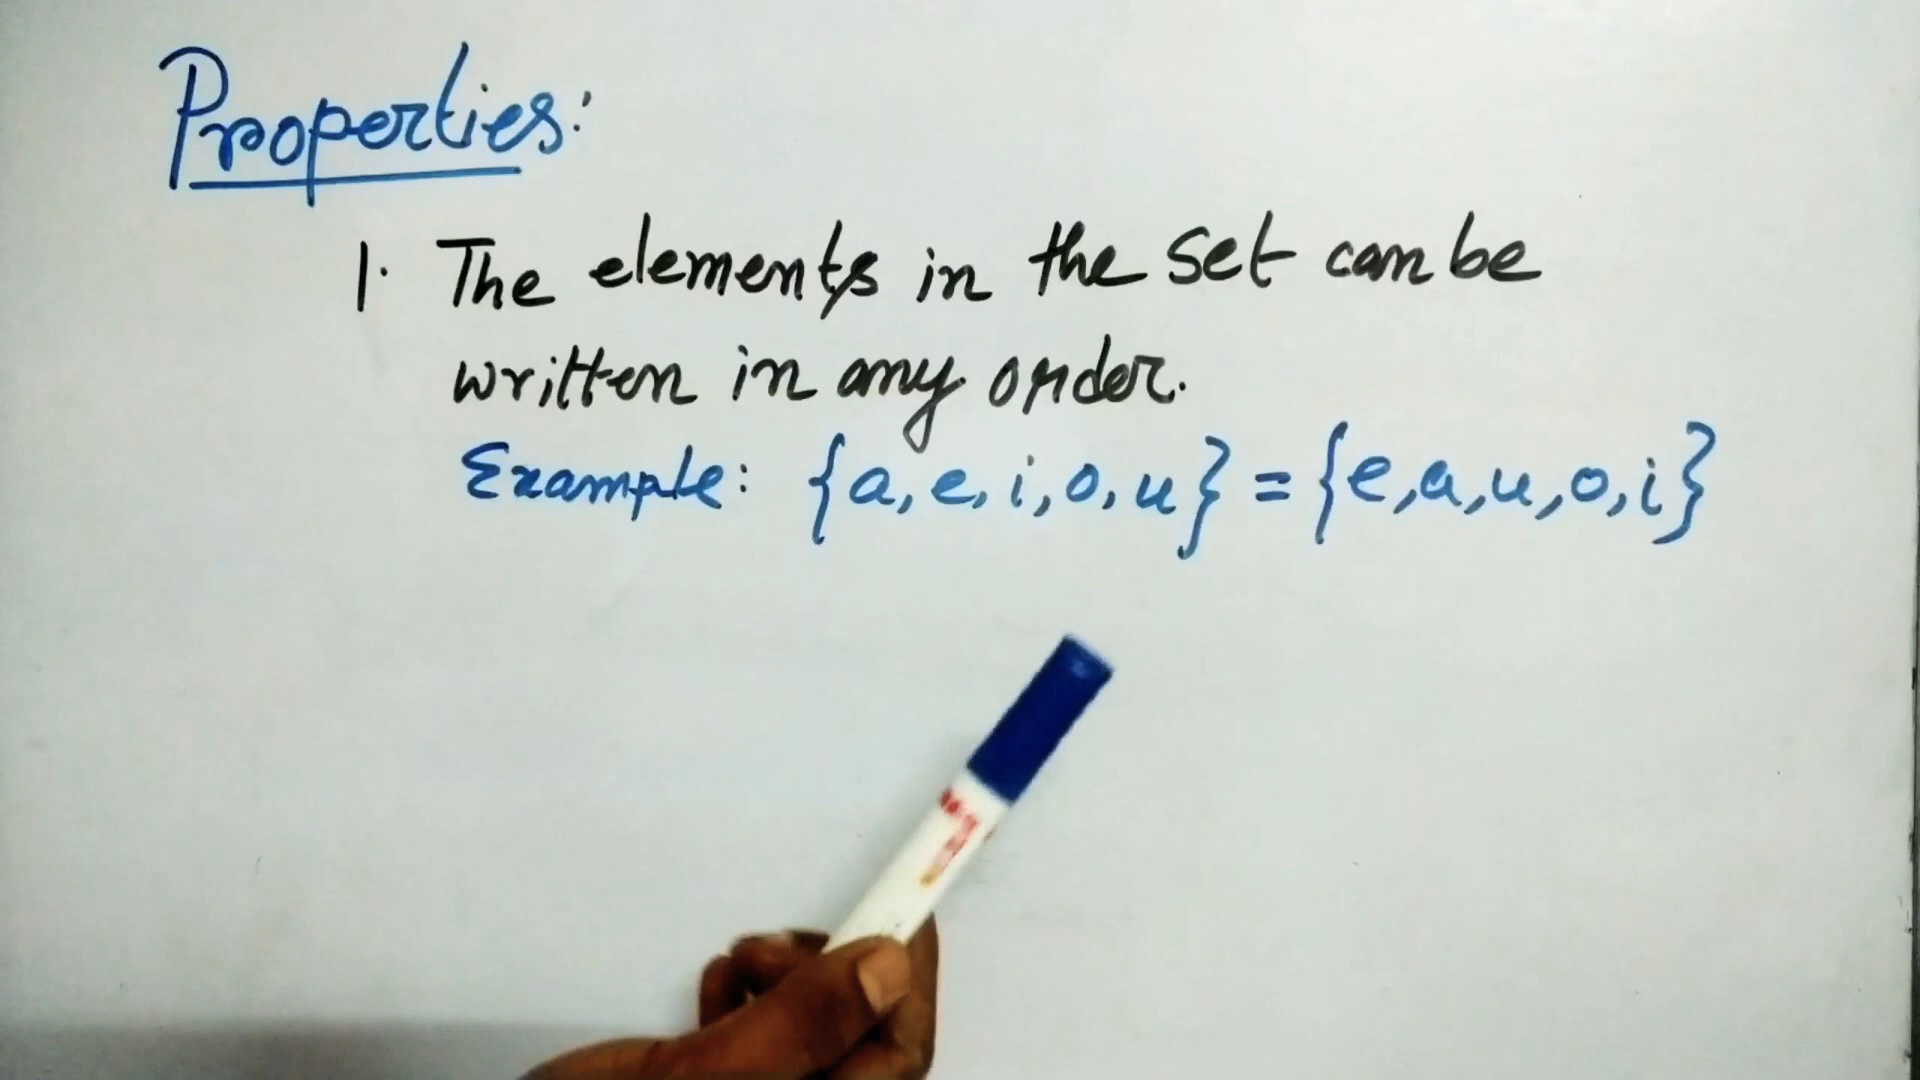 Properties:
1. The elements in the set can be
written in any order.
Example: {a, e, i, o, u} = {e, a, u, o, i}